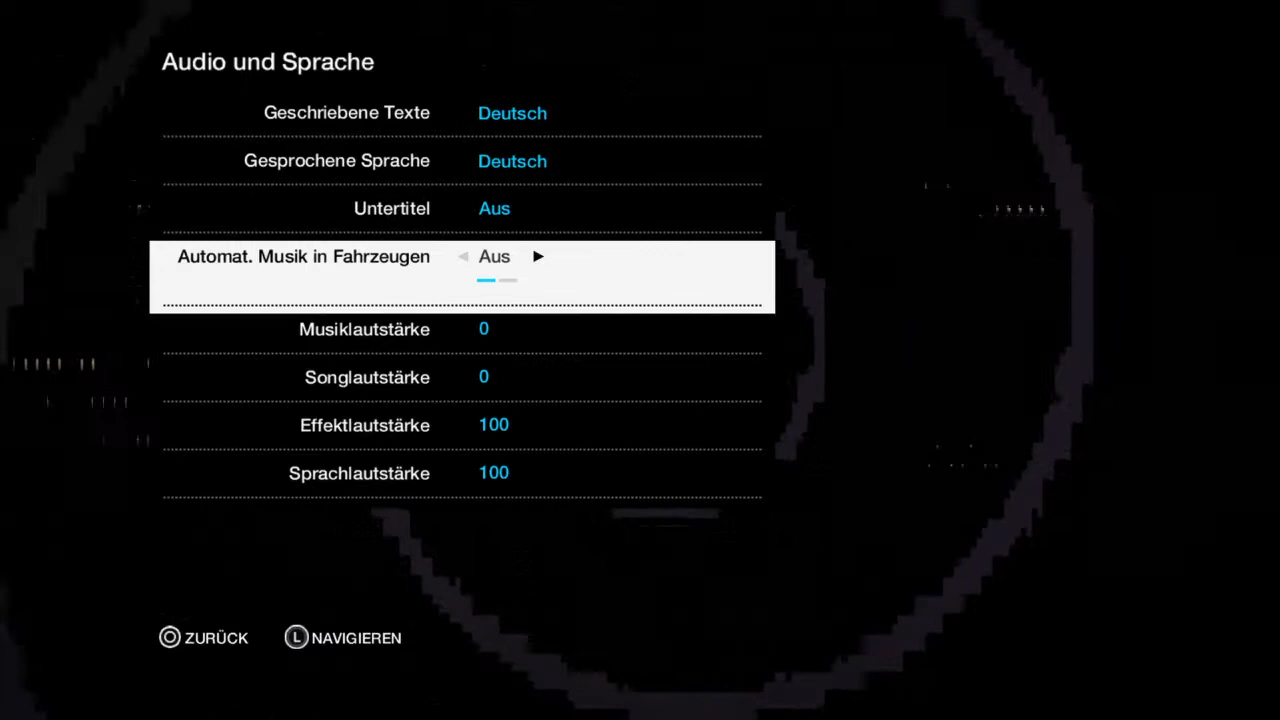 Audio und Sprache
Geschriebene Texte Deutsch
Gesprochene Sprache Deutsch
Untertitel Aus
Automat. Musik in Fahrzeugen Aus
Musiklautstärke 0
Songlautstärke 0
Effektlautstärke 100
Sprachlautstärke 100
ZURÜCK L NAVIGIEREN